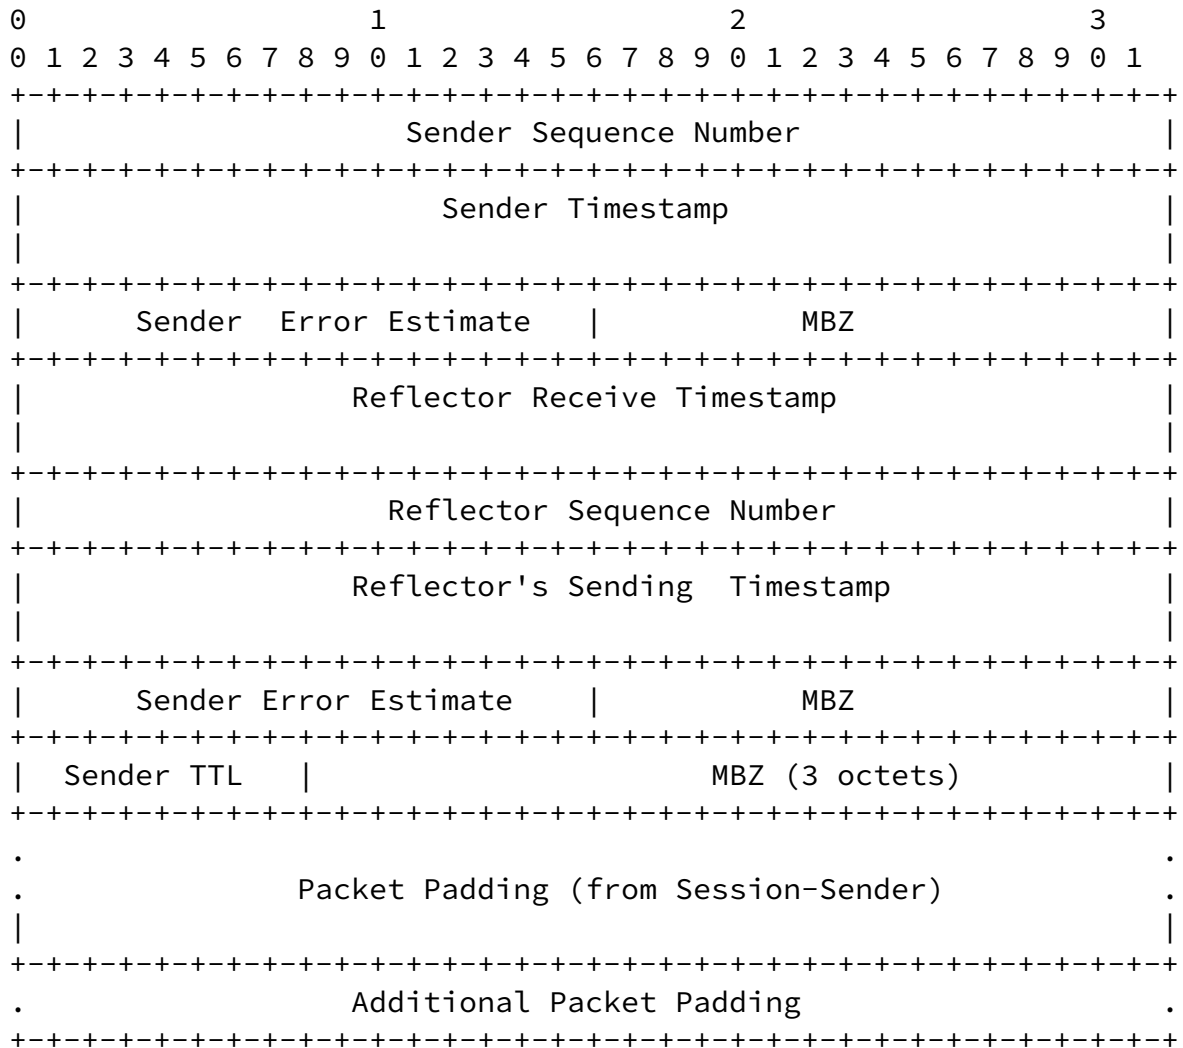 0                   1                   2                   3
0 1 2 3 4 5 6 7 8 9 0 1 2 3 4 5 6 7 8 9 0 1 2 3 4 5 6 7 8 9 0 1
+-+-+-+-+-+-+-+-+-+-+-+-+-+-+-+-+-+-+-+-+-+-+-+-+-+-+-+-+-+-+-+-+
|                     Sender Sequence Number                    |
+-+-+-+-+-+-+-+-+-+-+-+-+-+-+-+-+-+-+-+-+-+-+-+-+-+-+-+-+-+-+-+-+
|                       Sender Timestamp                        |
|                                                               |
+-+-+-+-+-+-+-+-+-+-+-+-+-+-+-+-+-+-+-+-+-+-+-+-+-+-+-+-+-+-+-+-+
|      Sender  Error Estimate   |           MBZ                 |
+-+-+-+-+-+-+-+-+-+-+-+-+-+-+-+-+-+-+-+-+-+-+-+-+-+-+-+-+-+-+-+-+
|                  Reflector Receive Timestamp                  |
|                                                               |
+-+-+-+-+-+-+-+-+-+-+-+-+-+-+-+-+-+-+-+-+-+-+-+-+-+-+-+-+-+-+-+-+
|                    Reflector Sequence Number                  |
+-+-+-+-+-+-+-+-+-+-+-+-+-+-+-+-+-+-+-+-+-+-+-+-+-+-+-+-+-+-+-+-+
|                  Reflector's Sending  Timestamp               |
|                                                               |
+-+-+-+-+-+-+-+-+-+-+-+-+-+-+-+-+-+-+-+-+-+-+-+-+-+-+-+-+-+-+-+-+
|      Sender Error Estimate    |           MBZ                 |
+-+-+-+-+-+-+-+-+-+-+-+-+-+-+-+-+-+-+-+-+-+-+-+-+-+-+-+-+-+-+-+-+
|  Sender TTL   |                      MBZ (3 octets)           |
+-+-+-+-+-+-+-+-+-+-+-+-+-+-+-+-+-+-+-+-+-+-+-+-+-+-+-+-+-+-+-+-+
.                                                               .
.               Packet Padding (from Session-Sender)            .
|                                                               |
+-+-+-+-+-+-+-+-+-+-+-+-+-+-+-+-+-+-+-+-+-+-+-+-+-+-+-+-+-+-+-+-+
.                  Additional Packet Padding                    .
+-+-+-+-+-+-+-+-+-+-+-+-+-+-+-+-+-+-+-+-+-+-+-+-+-+-+-+-+-+-+-+-+